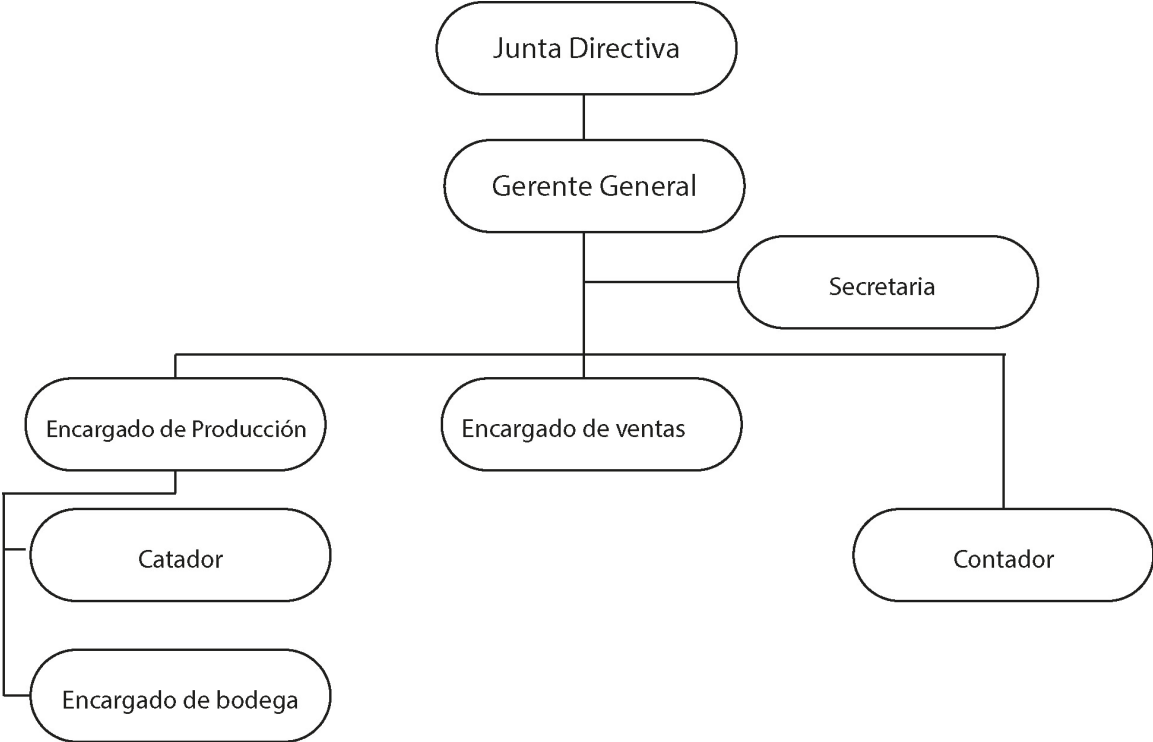 Junta Directiva
Gerente General
Secretaria
Encargado de Producción
Encargado de ventas
Catador
Contador
Encargado de bodega